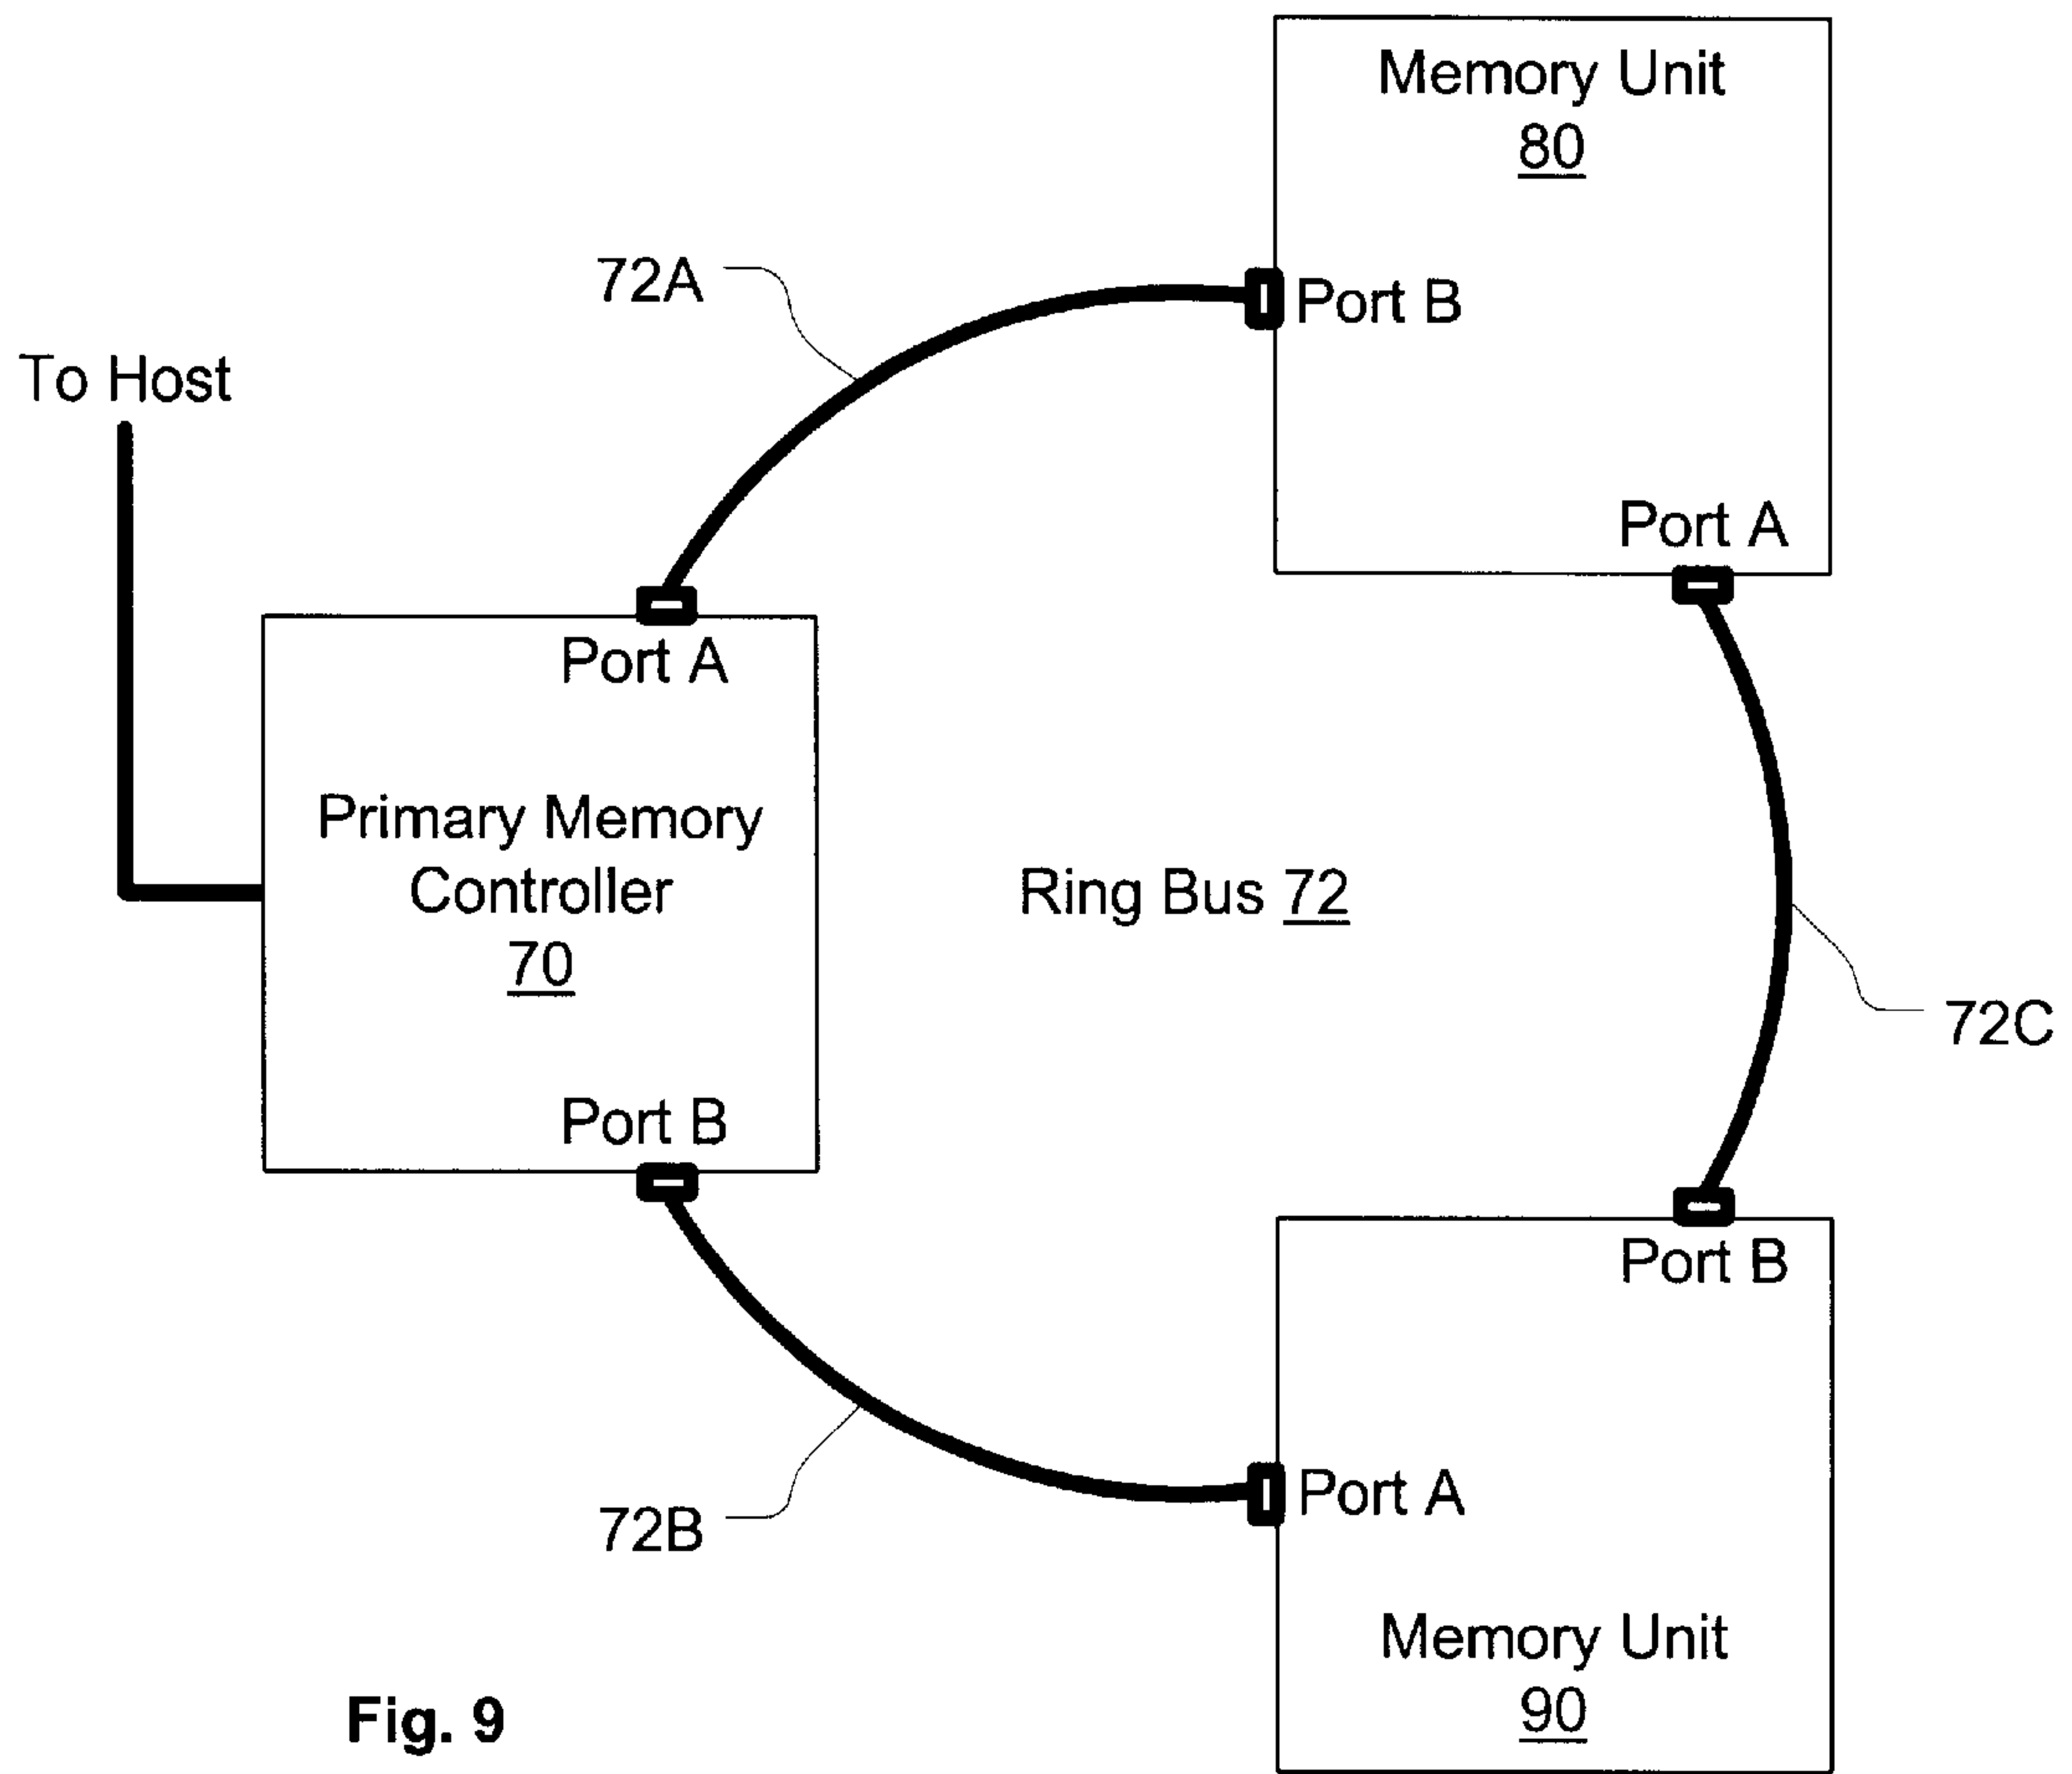 Memory Unit
80
72A
Port B
To Host
Port A
Port A
Primary Memory
Controller
70
Ring Bus 72
72C
Port B
Port B
Port A
72B
Memory Unit
90
Fig. 9